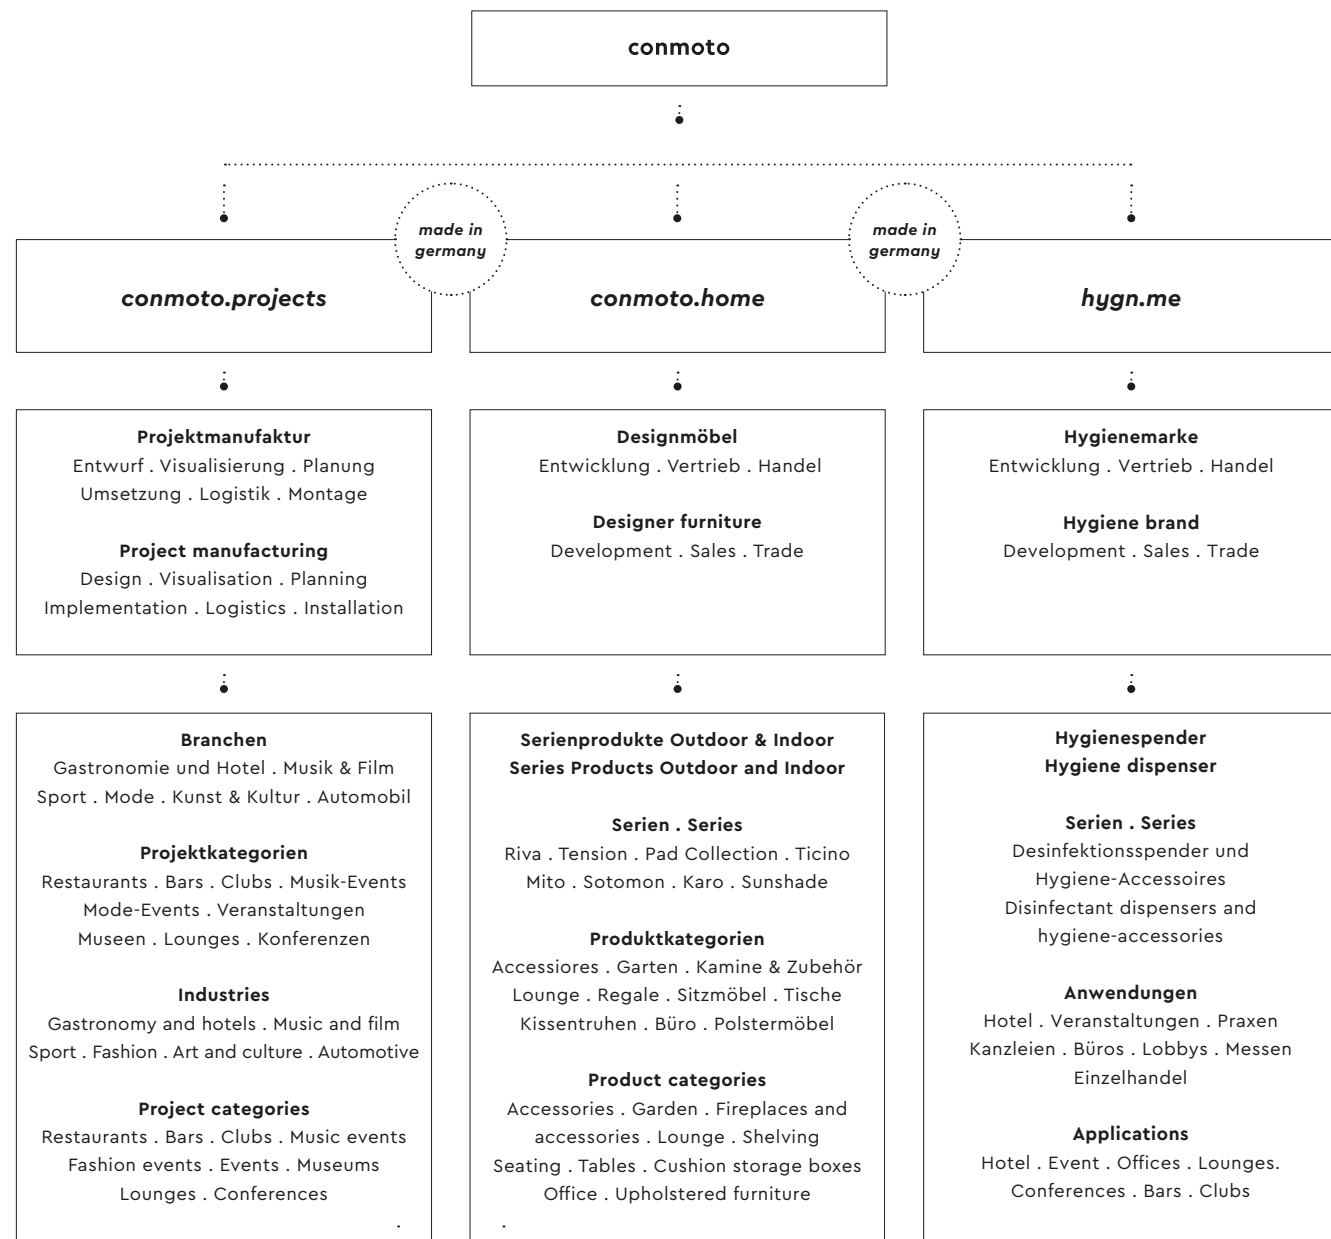 conmoto
made in
germany
made in
germany
conmoto.projects
conmoto.home
hygn.me
Projektmanufaktur
Entwurf . Visualisierung . Planung
Umsetzung . Logistik . Montage
Project manufacturing
Design . Visualisation . Planning
Implementation . Logistics . Installation
Designmöbel
Entwicklung . Vertrieb . Handel
Designer furniture
Development . Sales . Trade
Hygienemarke
Entwicklung . Vertrieb . Handel
Hygiene brand
Development . Sales . Trade
Branchen
Gastronomie und Hotel . Musik & Film
Sport . Mode . Kunst & Kultur . Automobil
Projektkategorien
Restaurants . Bars . Clubs . Musik-Events
Mode-Events . Veranstaltungen
Museen . Lounges . Konferenzen
Industries
Gastronomy and hotels . Music and film
Sport . Fashion . Art and culture . Automotive
Project categories
Restaurants . Bars . Clubs . Music events
Fashion events . Events . Museums
Lounges . Conferences
Serienprodukte Outdoor & Indoor
Series Products Outdoor and Indoor
Serien . Series
Riva . Tension . Pad Collection . Ticino
Mito . Sotomon . Karo . Sunshade
Produktkategorien
Accessiores . Garten . Kamine & Zubehör
Lounge . Regale . Sitzmöbel . Tische
Kissentruhen . Büro . Polstermöbel
Product categories
Accessories . Garden . Fireplaces and
accessories . Lounge . Shelving
Seating . Tables . Cushion storage boxes
Office . Upholstered furniture
Hygienespender
Hygiene dispenser
Serien . Series
Desinfektionsspender und
Hygiene-Accessoires
Disinfectant dispensers and
hygiene-accessories
Anwendungen
Hotel . Veranstaltungen . Praxen
Kanzleien . Büros . Lobbys . Messen
Einzelhandel
Applications
Hotel . Event . Offices . Lounges.
Conferences . Bars . Clubs